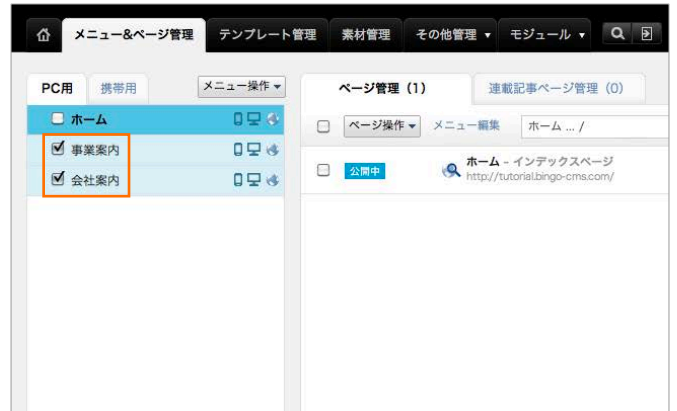 メニュー&ページ管理 テンプレート管理 素材管理 その他管理 ▼ モジュール ▼
PC用 携帯用 メニュー操作▼
ページ管理 (1) 連載記事ページ管理 (0)
ホーム
ページ操作▼ メニュー編集 ホーム ... /
事業案内
公開中 ホーム - インデックスページ
http://tutorial.bingo-cms.com/
会社案内